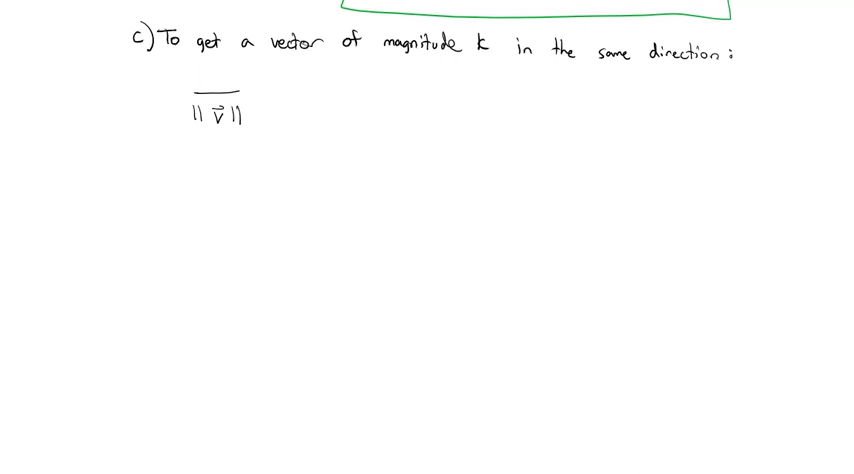 c) To get a vector of magnitude k in the same direction:
‖v⃗‖